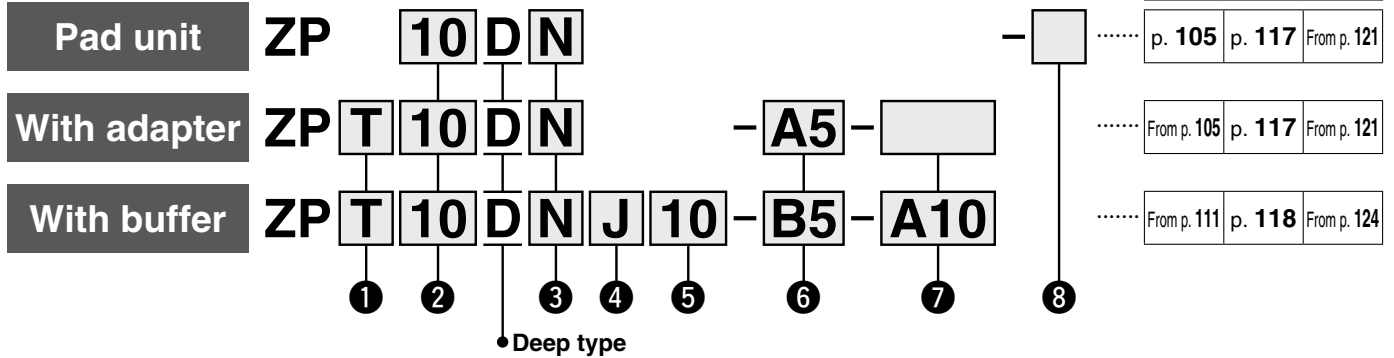 Pad unit ZP 10 D N - ....... p. 105 p. 117 From p. 121
With adapter ZP T 10 D N - A5 - ....... From p. 105 p. 117 From p. 121
With buffer ZP T 10 D N J 10 - B5 - A10 ....... From p. 111 p. 118 From p. 124
❶ ❷ ❸ ❹ ❺ ❻ ❼ ❽
Deep type